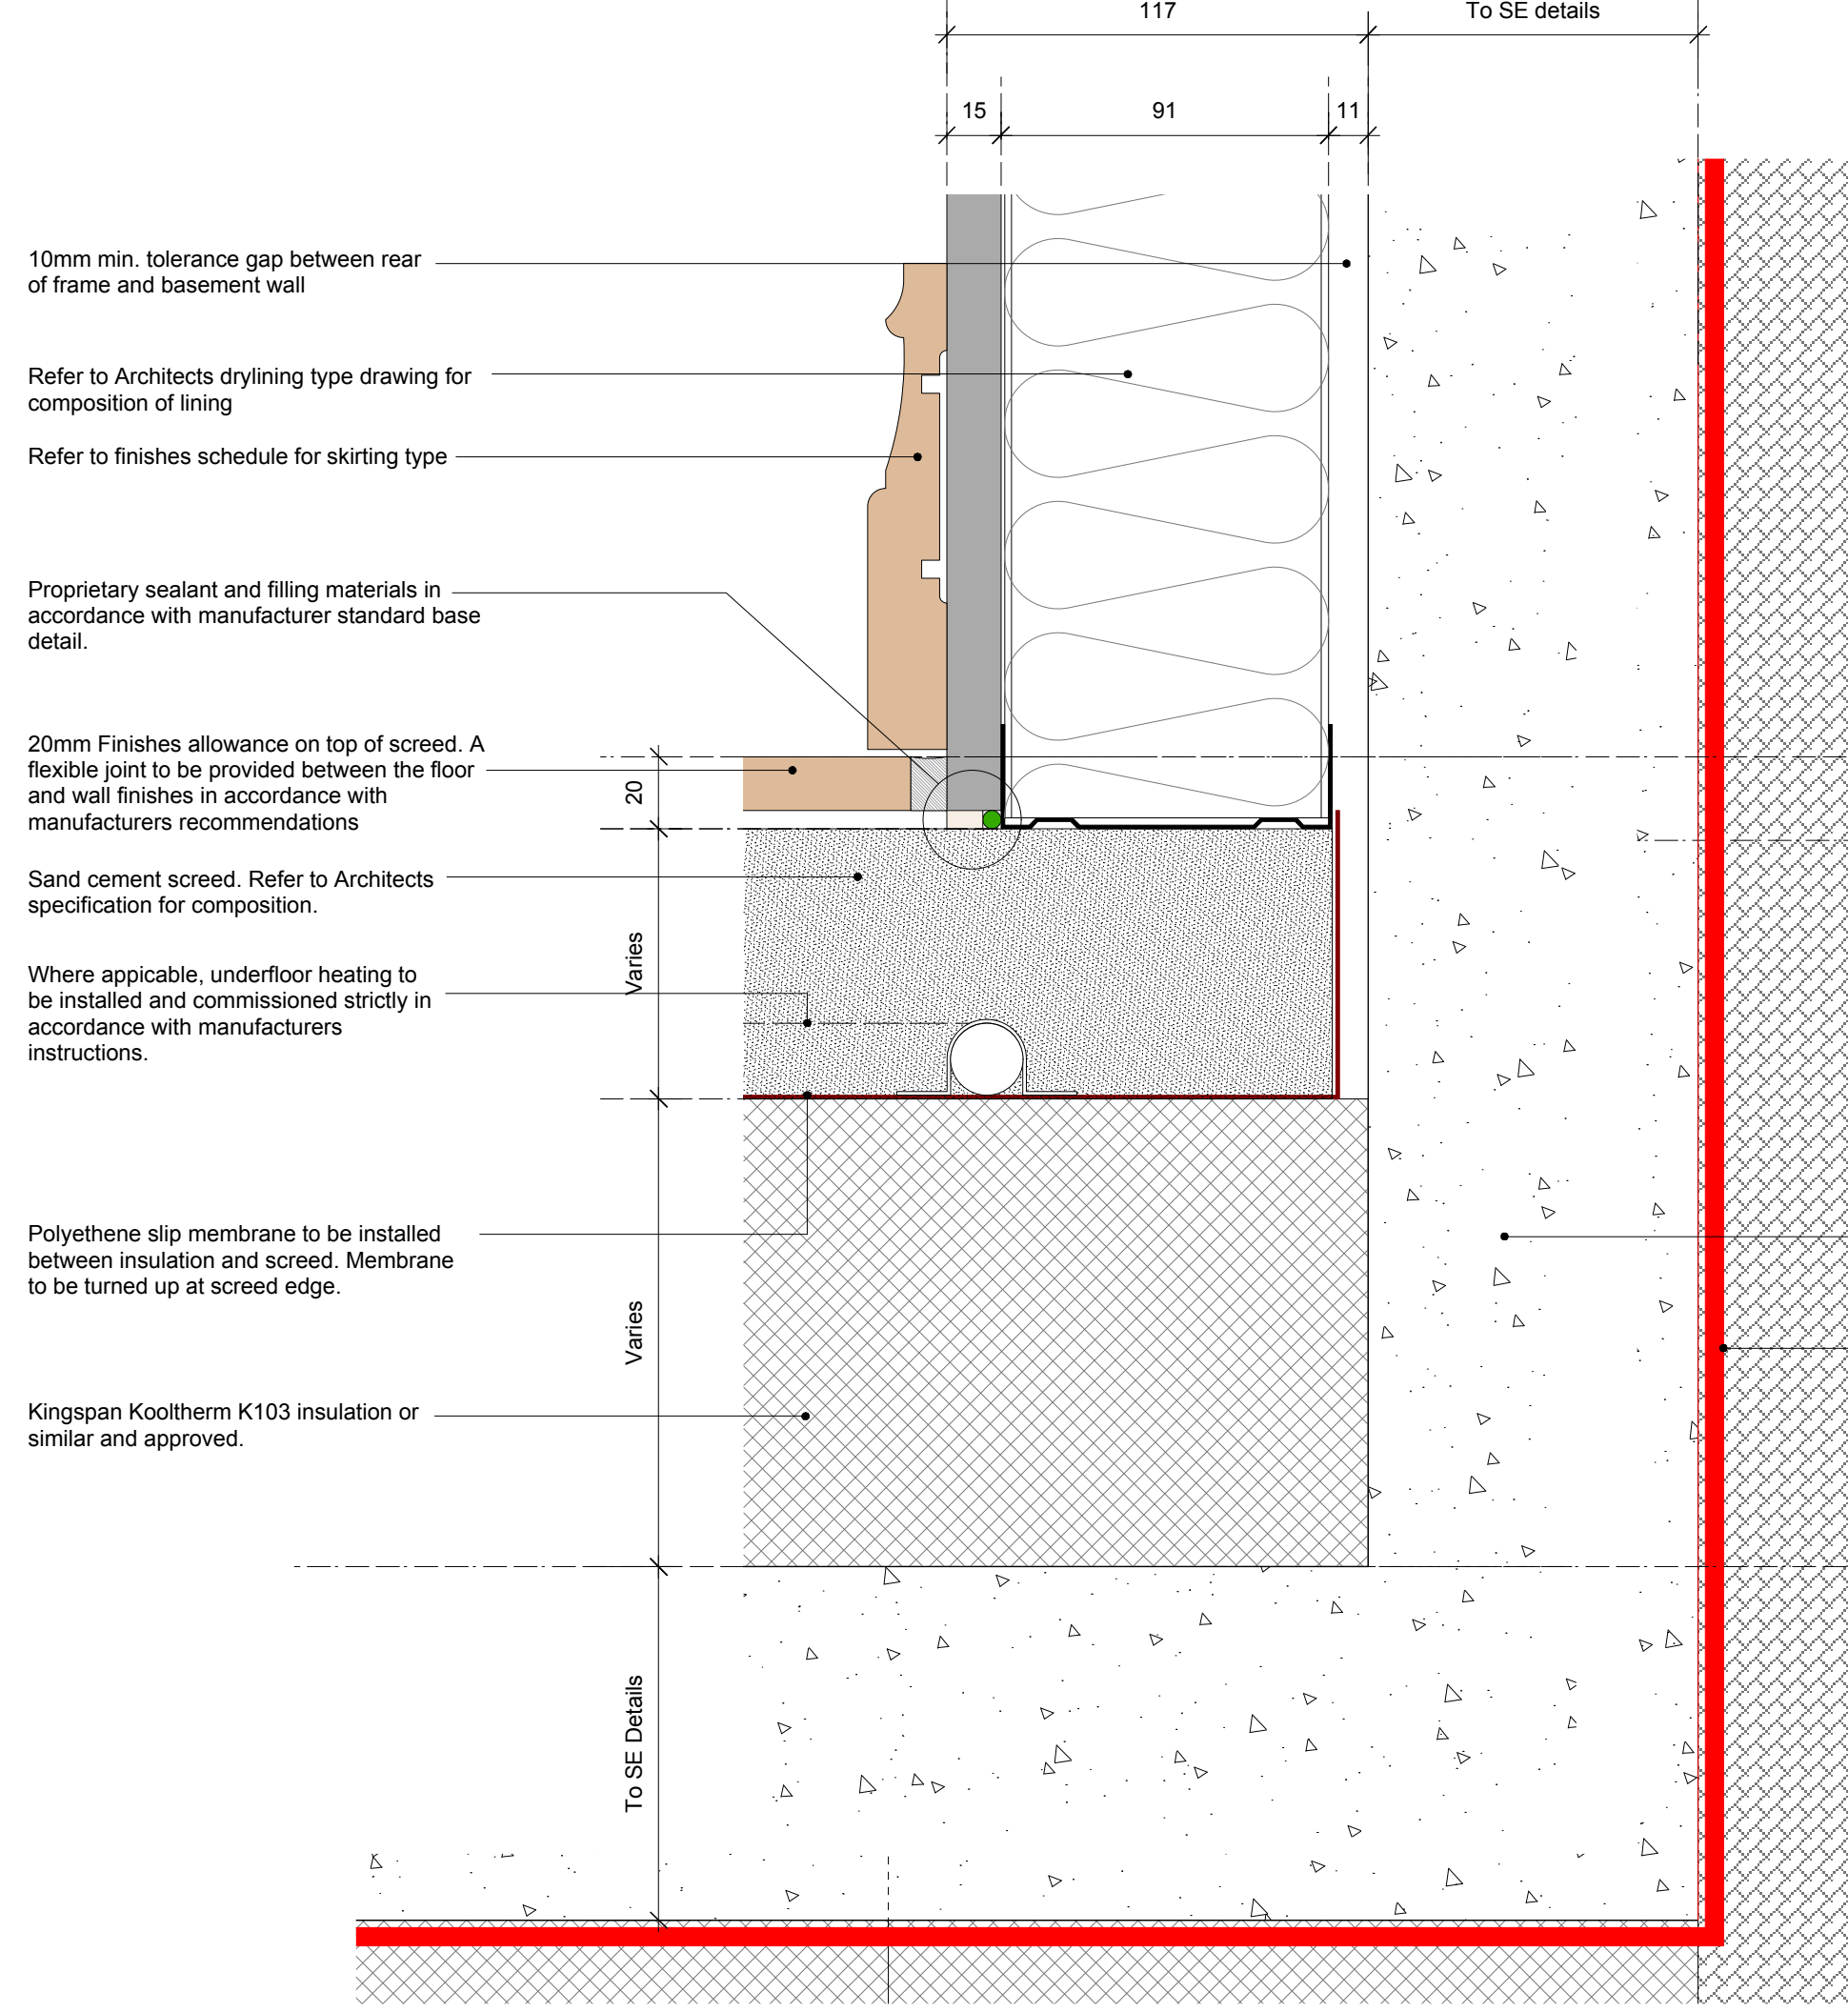 117
To SE details
15
91
11
10mm min. tolerance gap between rear
of frame and basement wall
Refer to Architects drylining type drawing for
composition of lining
Refer to finishes schedule for skirting type
Proprietary sealant and filling materials in
accordance with manufacturer standard base
detail.
20mm Finishes allowance on top of screed. A
flexible joint to be provided between the floor
and wall finishes in accordance with
manufacturers recommendations
20
Sand cement screed. Refer to Architects
specification for composition.
Varies
Where appicable, underfloor heating to
be installed and commissioned strictly in
accordance with manufacturers
instructions.
Polyethene slip membrane to be installed
between insulation and screed. Membrane
to be turned up at screed edge.
Varies
Kingspan Kooltherm K103 insulation or
similar and approved.
To SE Details